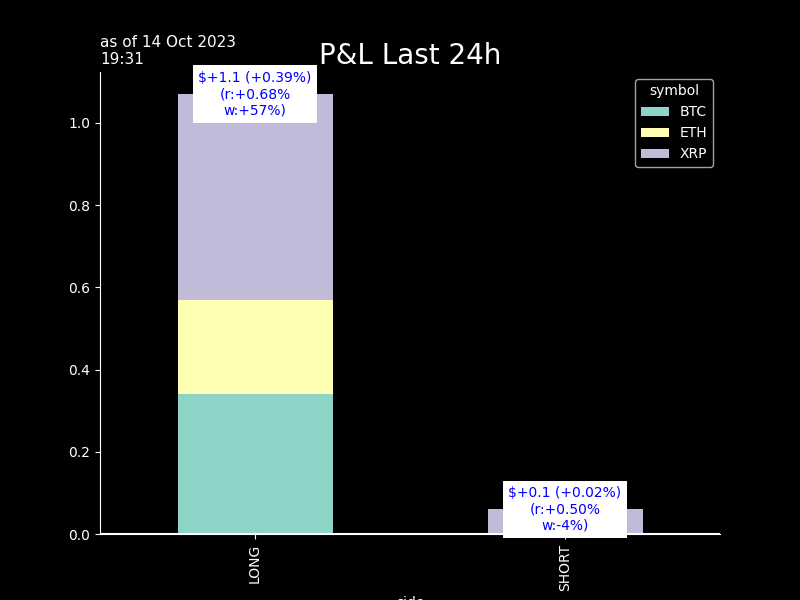 as of 14 Oct 2023
19:31
P&L Last 24h
$+1.1 (+0.39%)
(r:+0.68%
w:+57%)
symbol
BTC
ETH
XRP
1.0
0.8
0.6
0.4
0.2
0.0
$+0.1 (+0.02%)
(r:+0.50%
w:-4%)
LONG
SHORT